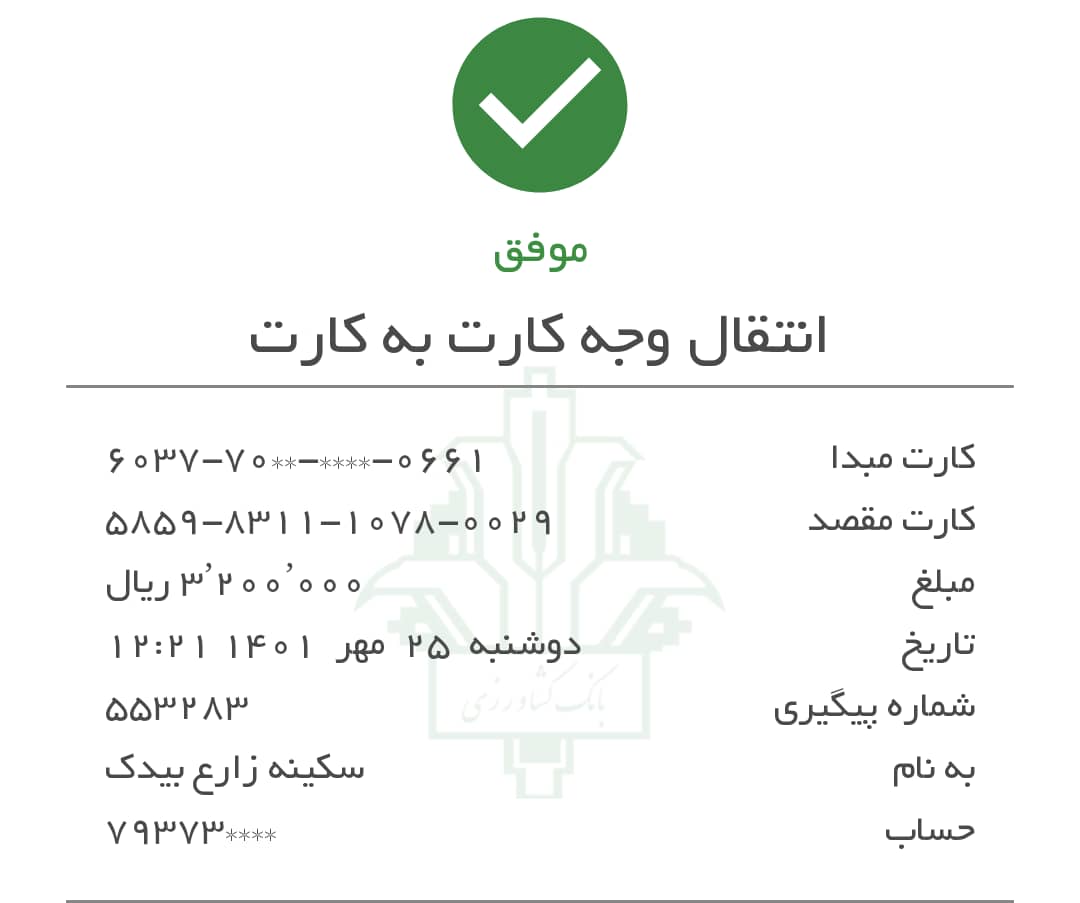 موفق
انتقال وجه کارت به کارت
کارت مبدا ۶۰۳۷-۷۰**-****-۰۶۶۱
کارت مقصد ۵۸۵۹-۸۳۱۱-۱۰۷۸-۰۰۲۹
مبلغ ۳٬۲۰۰٬۰۰۰ ریال
تاریخ دوشنبه ۲۵ مهر ۱۴۰۱ ۱۲:۲۱
شماره پیگیری ۵۵۳۲۸۳
به نام سکینه زارع بیدک
حساب ۷۹۳۷۳****
بانک کشاورزی